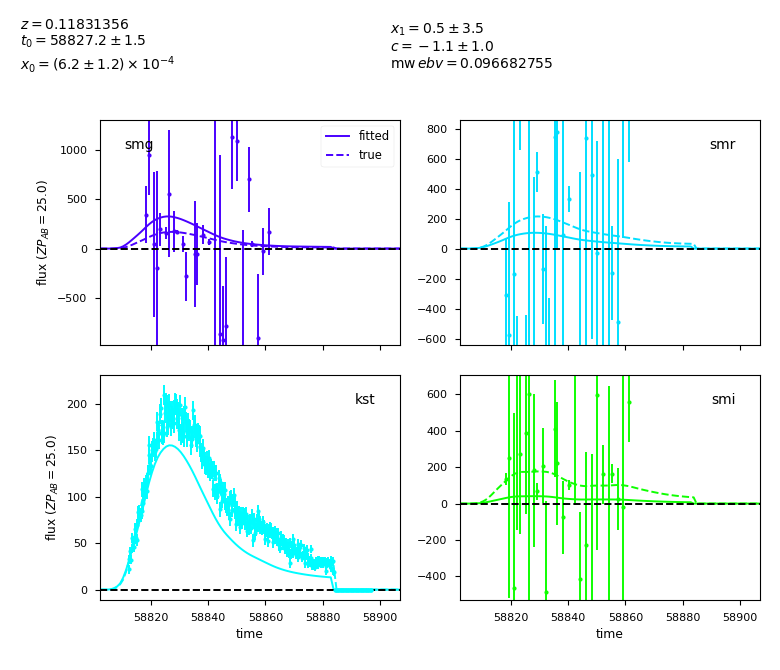 z = 0.11831356
t0 = 58827.2 ± 1.5
x0 = (6.2 ± 1.2) × 10^−4
x1 = 0.5 ± 3.5
c = −1.1 ± 1.0
mwebv = 0.096682755
smg
fitted
true
1000
500
0
−500
flux (ZP_AB = 25.0)
smr
800
600
400
200
0
−200
−400
−600
kst
200
150
100
50
0
flux (ZP_AB = 25.0)
58820 58840 58860 58880 58900
time
smi
600
400
200
0
−200
−400
58820 58840 58860 58880 58900
time